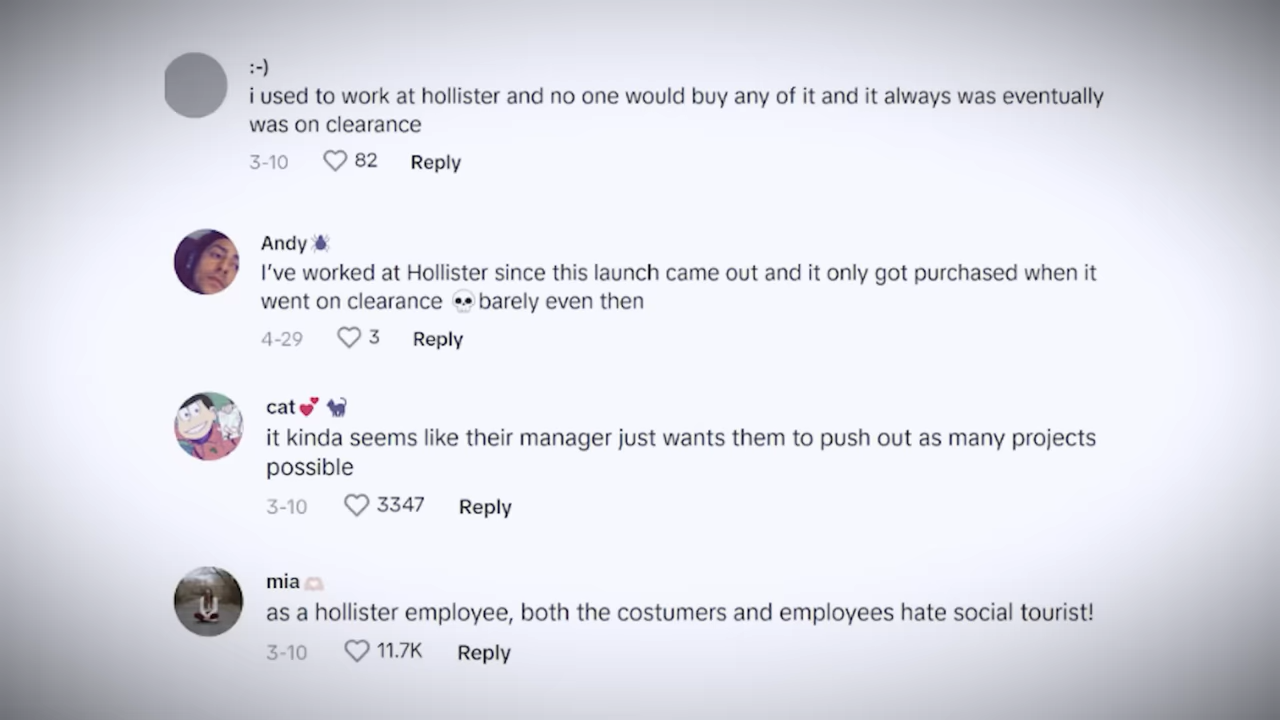 :-)
i used to work at hollister and no one would buy any of it and it always was eventually
was on clearance
3-10 82 Reply
Andy🕷
I've worked at Hollister since this launch came out and it only got purchased when it
went on clearance 💀barely even then
4-29 3 Reply
cat💕🐈‍⬛
it kinda seems like their manager just wants them to push out as many projects
possible
3-10 3347 Reply
mia🫶🏻
as a hollister employee, both the costumers and employees hate social tourist!
3-10 11.7K Reply